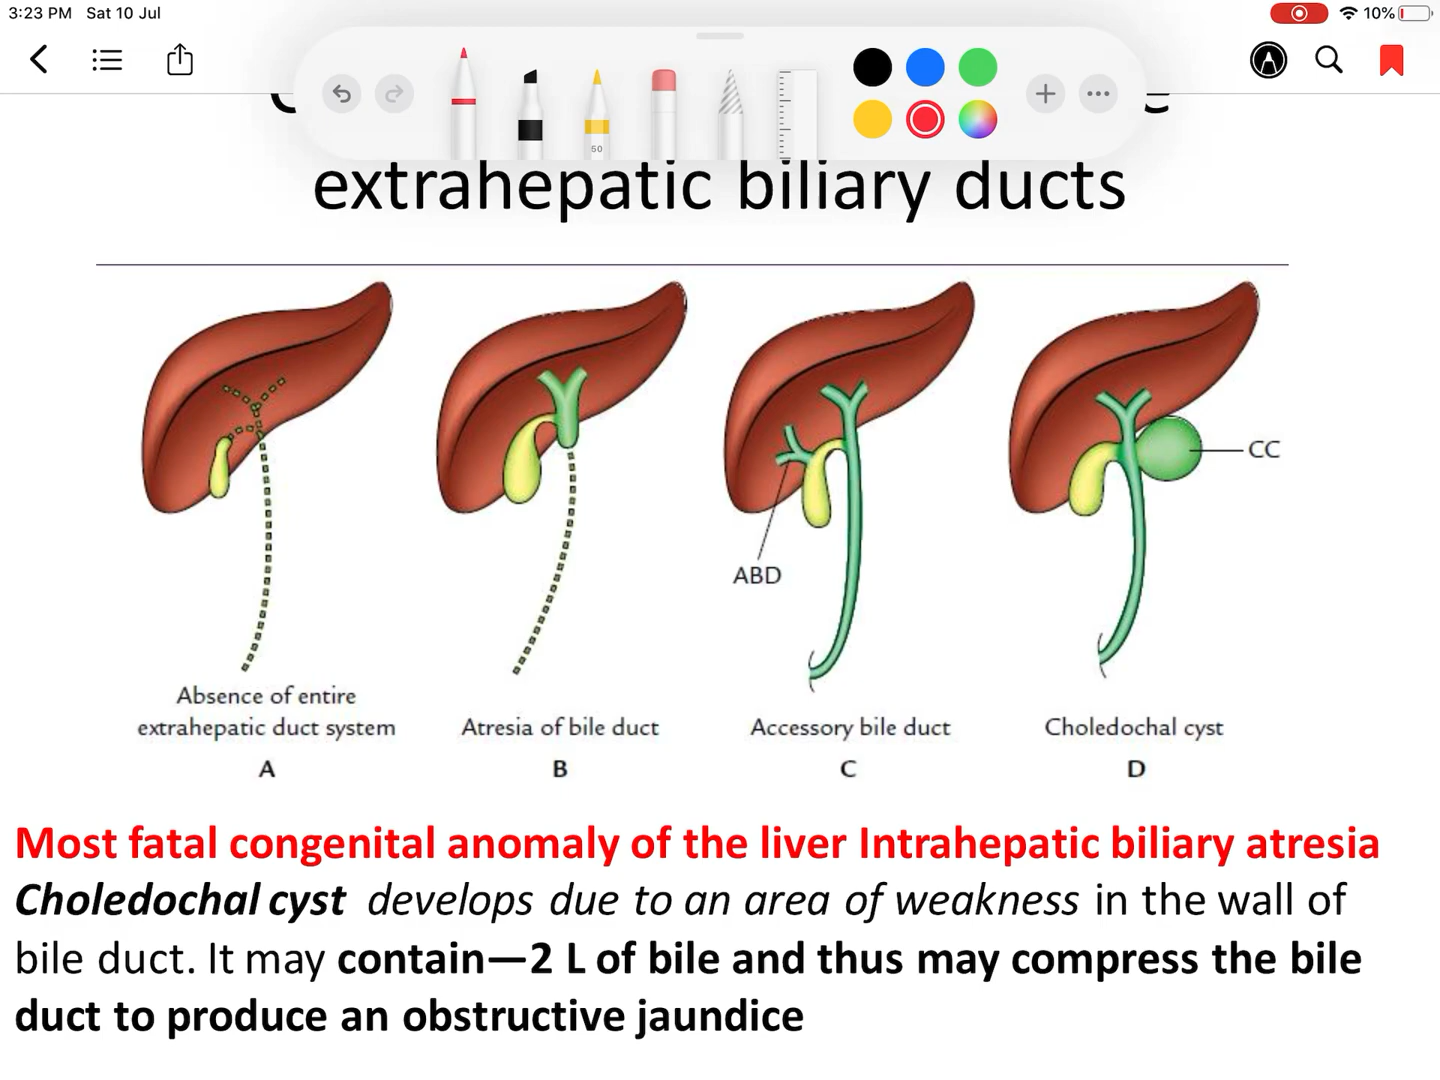 3:23 PM Sat 10 Jul
10%
50
extrahepatic biliary ducts
CC
ABD
Absence of entire
extrahepatic duct system
A
Atresia of bile duct
B
Accessory bile duct
C
Choledochal cyst
D
Most fatal congenital anomaly of the liver Intrahepatic biliary atresia
Choledochal cyst develops due to an area of weakness in the wall of
bile duct. It may contain—2 L of bile and thus may compress the bile
duct to produce an obstructive jaundice